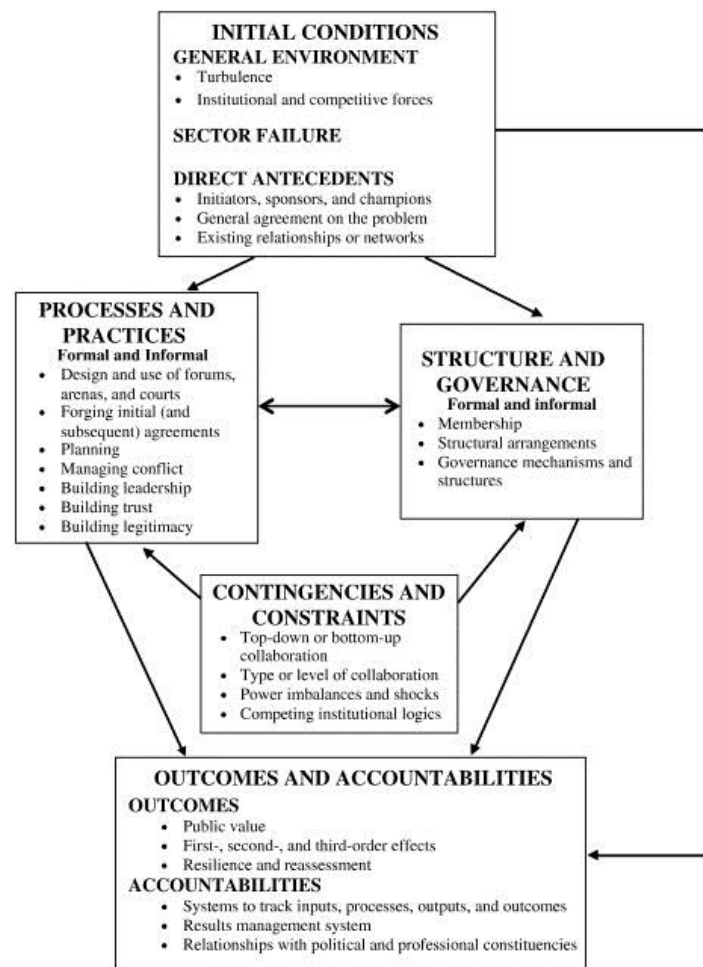 INITIAL CONDITIONS
GENERAL ENVIRONMENT
• Turbulence
• Institutional and competitive forces
SECTOR FAILURE
DIRECT ANTECEDENTS
• Initiators, sponsors, and champions
• General agreement on the problem
• Existing relationships or networks
PROCESSES AND
PRACTICES
Formal and Informal
• Design and use of forums,
arenas, and courts
• Forging initial (and
subsequent) agreements
• Planning
• Managing conflict
• Building leadership
• Building trust
• Building legitimacy
STRUCTURE AND
GOVERNANCE
Formal and informal
• Membership
• Structural arrangements
• Governance mechanisms and
structures
CONTINGENCIES AND
CONSTRAINTS
• Top-down or bottom-up
collaboration
• Type or level of collaboration
• Power imbalances and shocks
• Competing institutional logics
OUTCOMES AND ACCOUNTABILITIES
OUTCOMES
• Public value
• First-, second-, and third-order effects
• Resilience and reassessment
ACCOUNTABILITIES
• Systems to track inputs, processes, outputs, and outcomes
• Results management system
• Relationships with political and professional constituencies